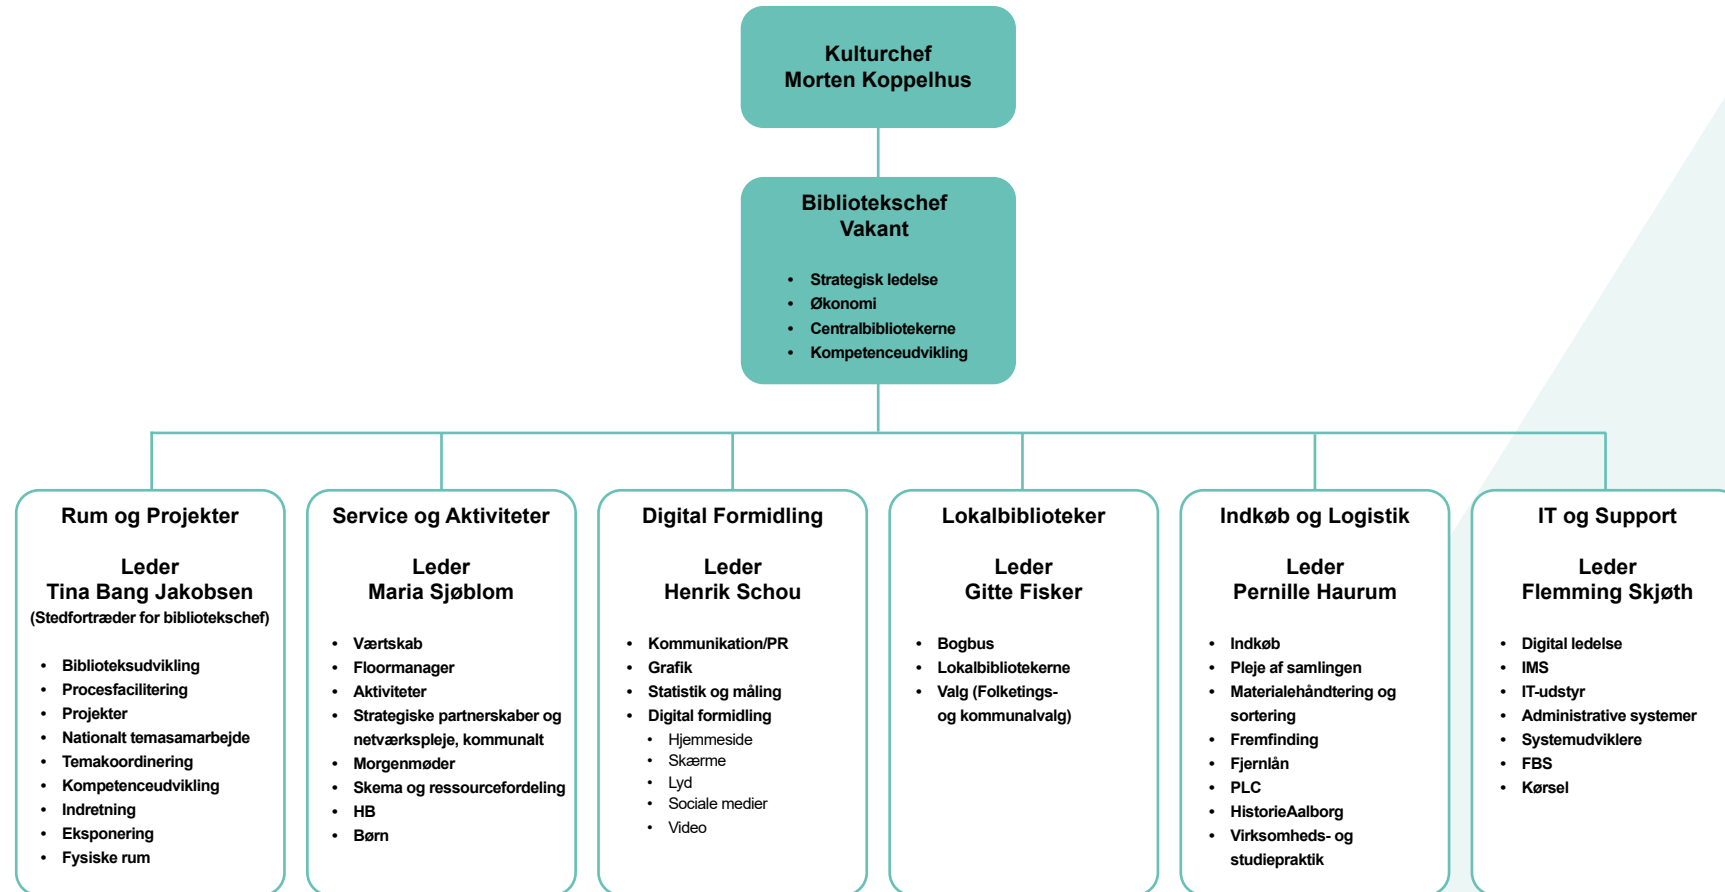 Kulturchef
Morten Koppelhus
Bibliotekschef
Vakant
• Strategisk ledelse
• Økonomi
• Centralbibliotekerne
• Kompetenceudvikling
Rum og Projekter
Leder
Tina Bang Jakobsen
(Stedfortræder for bibliotekschef)
• Biblioteksudvikling
• Procesfacilitering
• Projekter
• Nationalt temasamarbejde
• Temakoordinering
• Kompetenceudvikling
• Indretning
• Eksponering
• Fysiske rum
Service og Aktiviteter
Leder
Maria Sjøblom
• Værtskab
• Floormanager
• Aktiviteter
• Strategiske partnerskaber og
netværkspleje, kommunalt
• Morgenmøder
• Skema og ressourcefordeling
• HB
• Børn
Digital Formidling
Leder
Henrik Schou
• Kommunikation/PR
• Grafik
• Statistik og måling
• Digital formidling
• Hjemmeside
• Skærme
• Lyd
• Sociale medier
• Video
Lokalbiblioteker
Leder
Gitte Fisker
• Bogbus
• Lokalbibliotekerne
• Valg (Folketings-
og kommunalvalg)
Indkøb og Logistik
Leder
Pernille Haurum
• Indkøb
• Pleje af samlingen
• Materialehåndtering og
sortering
• Fremfinding
• Fjernlån
• PLC
• HistorieAalborg
• Virksomheds- og
studiepraktik
IT og Support
Leder
Flemming Skjøth
• Digital ledelse
• IMS
• IT-udstyr
• Administrative systemer
• Systemudviklere
• FBS
• Kørsel